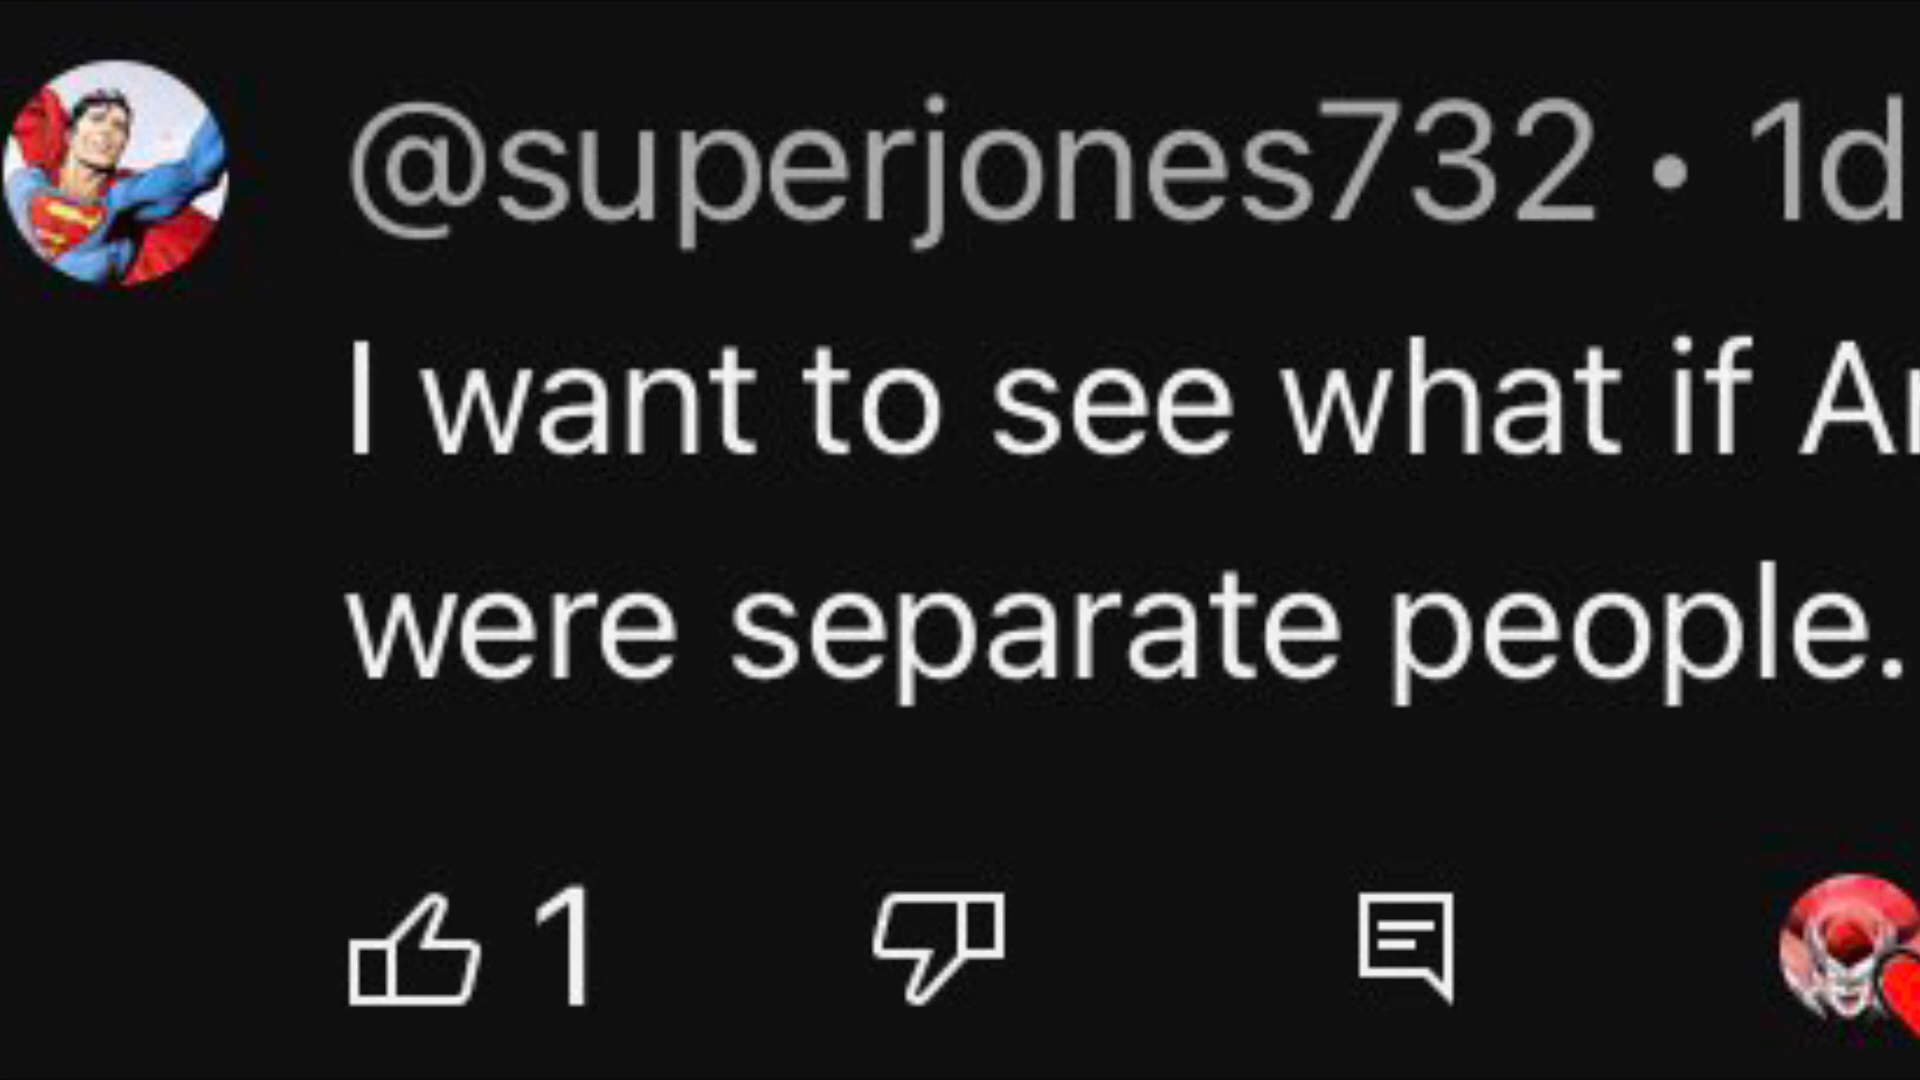 @superjones732 • 1d
I want to see what if
were separate people.
1